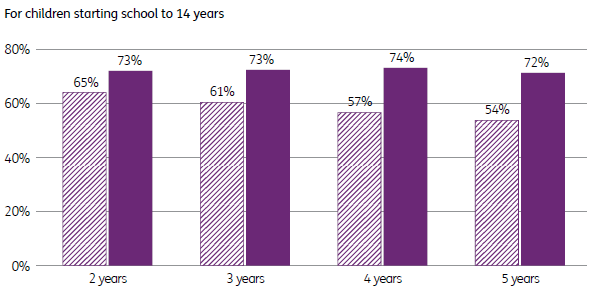 For children starting school to 14 years
80%
60%
40%
20%
0%
65%
73%
61%
73%
57%
74%
54%
72%
2 years
3 years
4 years
5 years